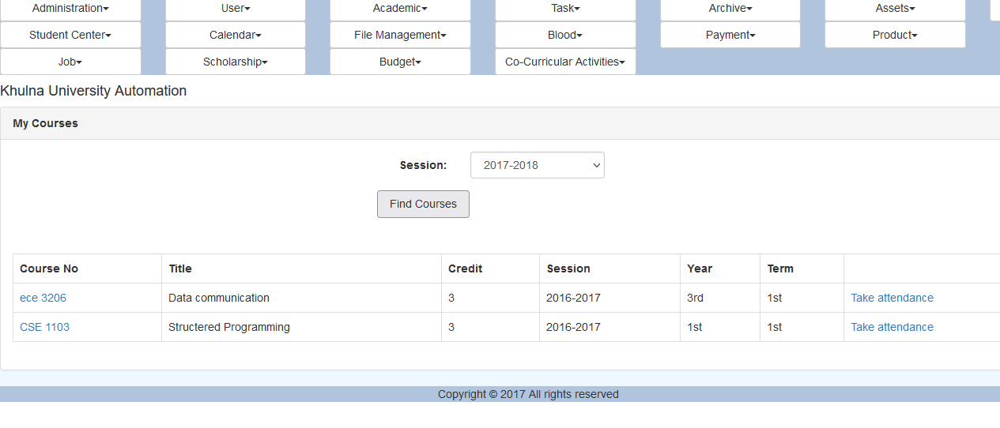 Administration User Academic Task Archive Assets
Student Center Calendar File Management Blood Payment Product
Job Scholarship Budget Co-Curricular Activities
Khulna University Automation
My Courses
Session: 2017-2018
Find Courses
Course No Title Credit Session Year Term
ece 3206 Data communication 3 2016-2017 3rd 1st Take attendance
CSE 1103 Structered Programming 3 2016-2017 1st 1st Take attendance
Copyright © 2017 All rights reserved